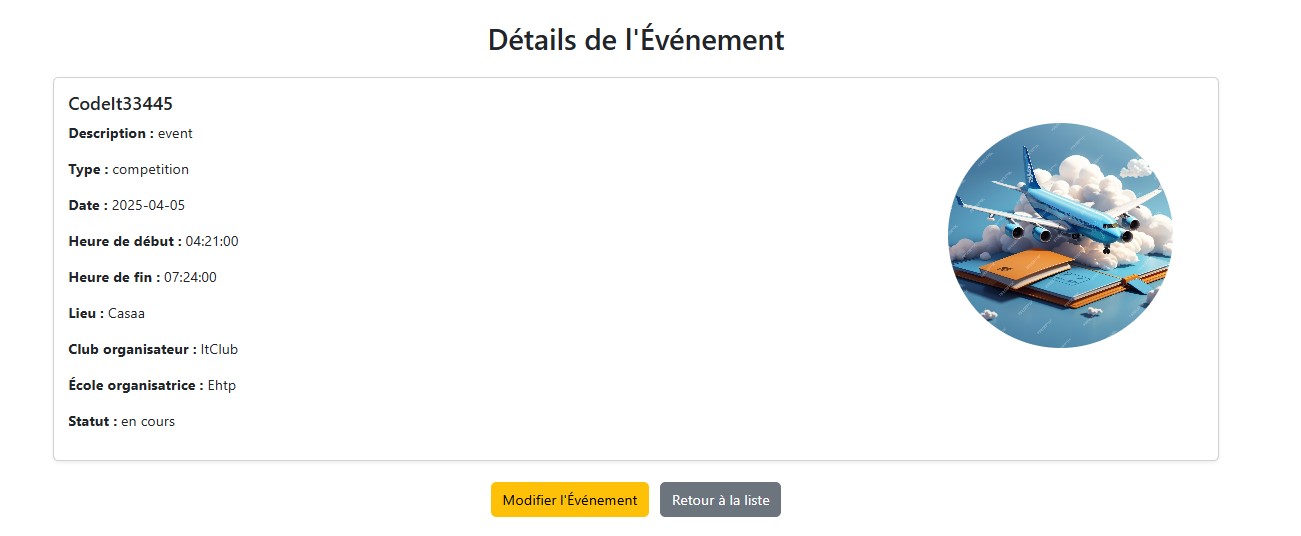 Détails de l'Événement
CodeIt33445
Description : event
Type : competition
Date : 2025-04-05
Heure de début : 04:21:00
Heure de fin : 07:24:00
Lieu : Casaa
Club organisateur : ItClub
École organisatrice : Ehtp
Statut : en cours
Modifier l'Événement
Retour à la liste